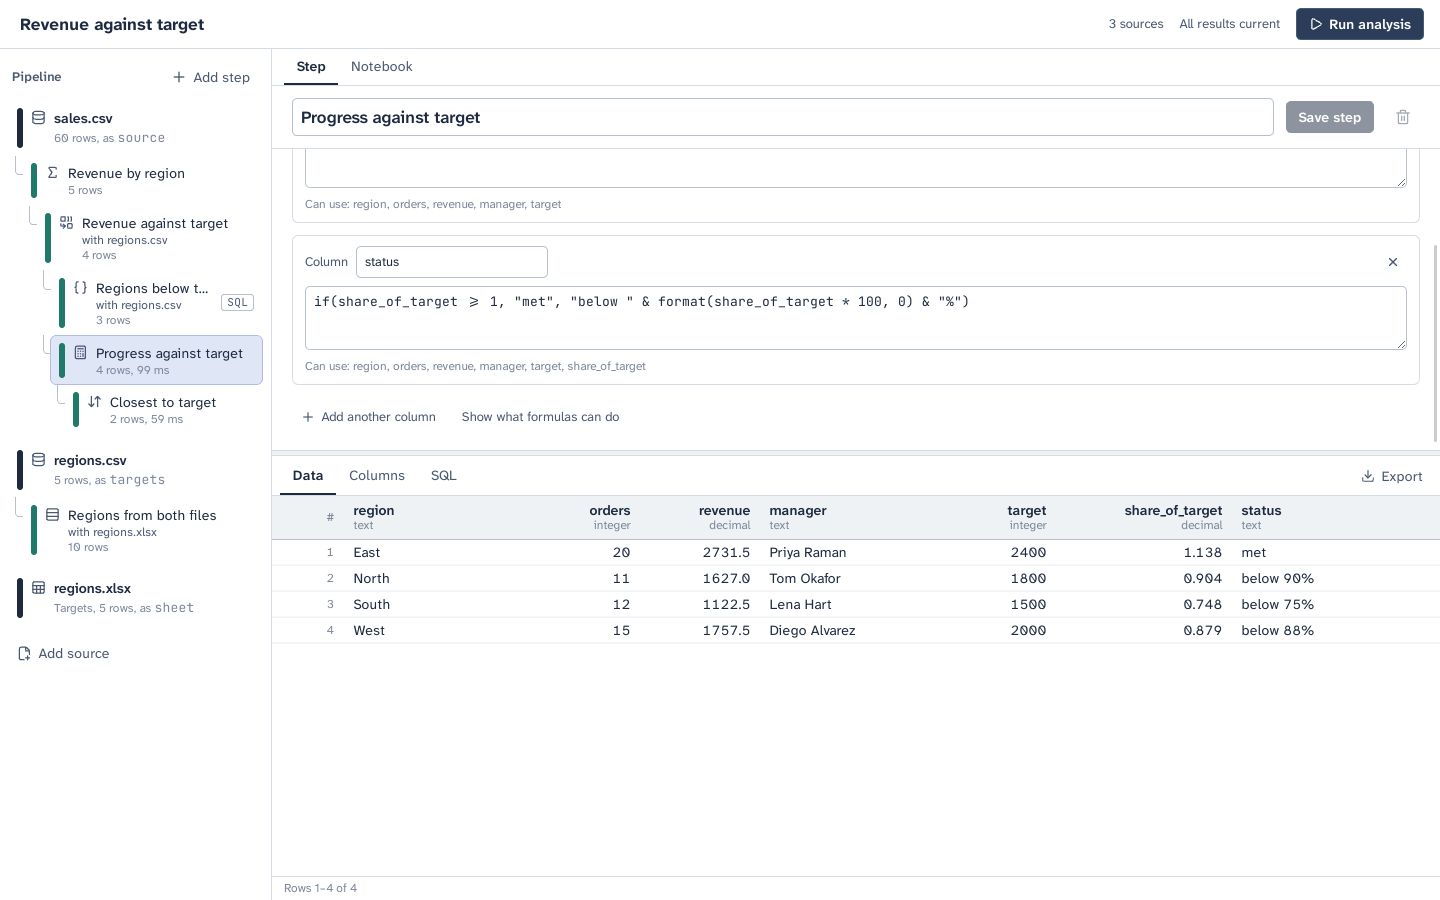 Revenue against target
3 sources
All results current
Run analysis
Pipeline
Add step
sales.csv
60 rows, as source
Revenue by region
5 rows
Revenue against target
with regions.csv
4 rows
Regions below t...
with regions.csv
3 rows
SQL
Progress against target
4 rows, 99 ms
Closest to target
2 rows, 59 ms
regions.csv
5 rows, as targets
Regions from both files
with regions.xlsx
10 rows
regions.xlsx
Targets, 5 rows, as sheet
Add source
Step
Notebook
Progress against target
Save step
Can use: region, orders, revenue, manager, target
Column
status
if(share_of_target >= 1, "met", "below " & format(share_of_target * 100, 0) & "%")
Can use: region, orders, revenue, manager, target, share_of_target
Add another column
Show what formulas can do
Data
Columns
SQL
Export
# region orders revenue manager target share_of_target status
text integer decimal text integer decimal text
1 East 20 2731.5 Priya Raman 2400 1.138 met
2 North 11 1627.0 Tom Okafor 1800 0.904 below 90%
3 South 12 1122.5 Lena Hart 1500 0.748 below 75%
4 West 15 1757.5 Diego Alvarez 2000 0.879 below 88%
Rows 1–4 of 4